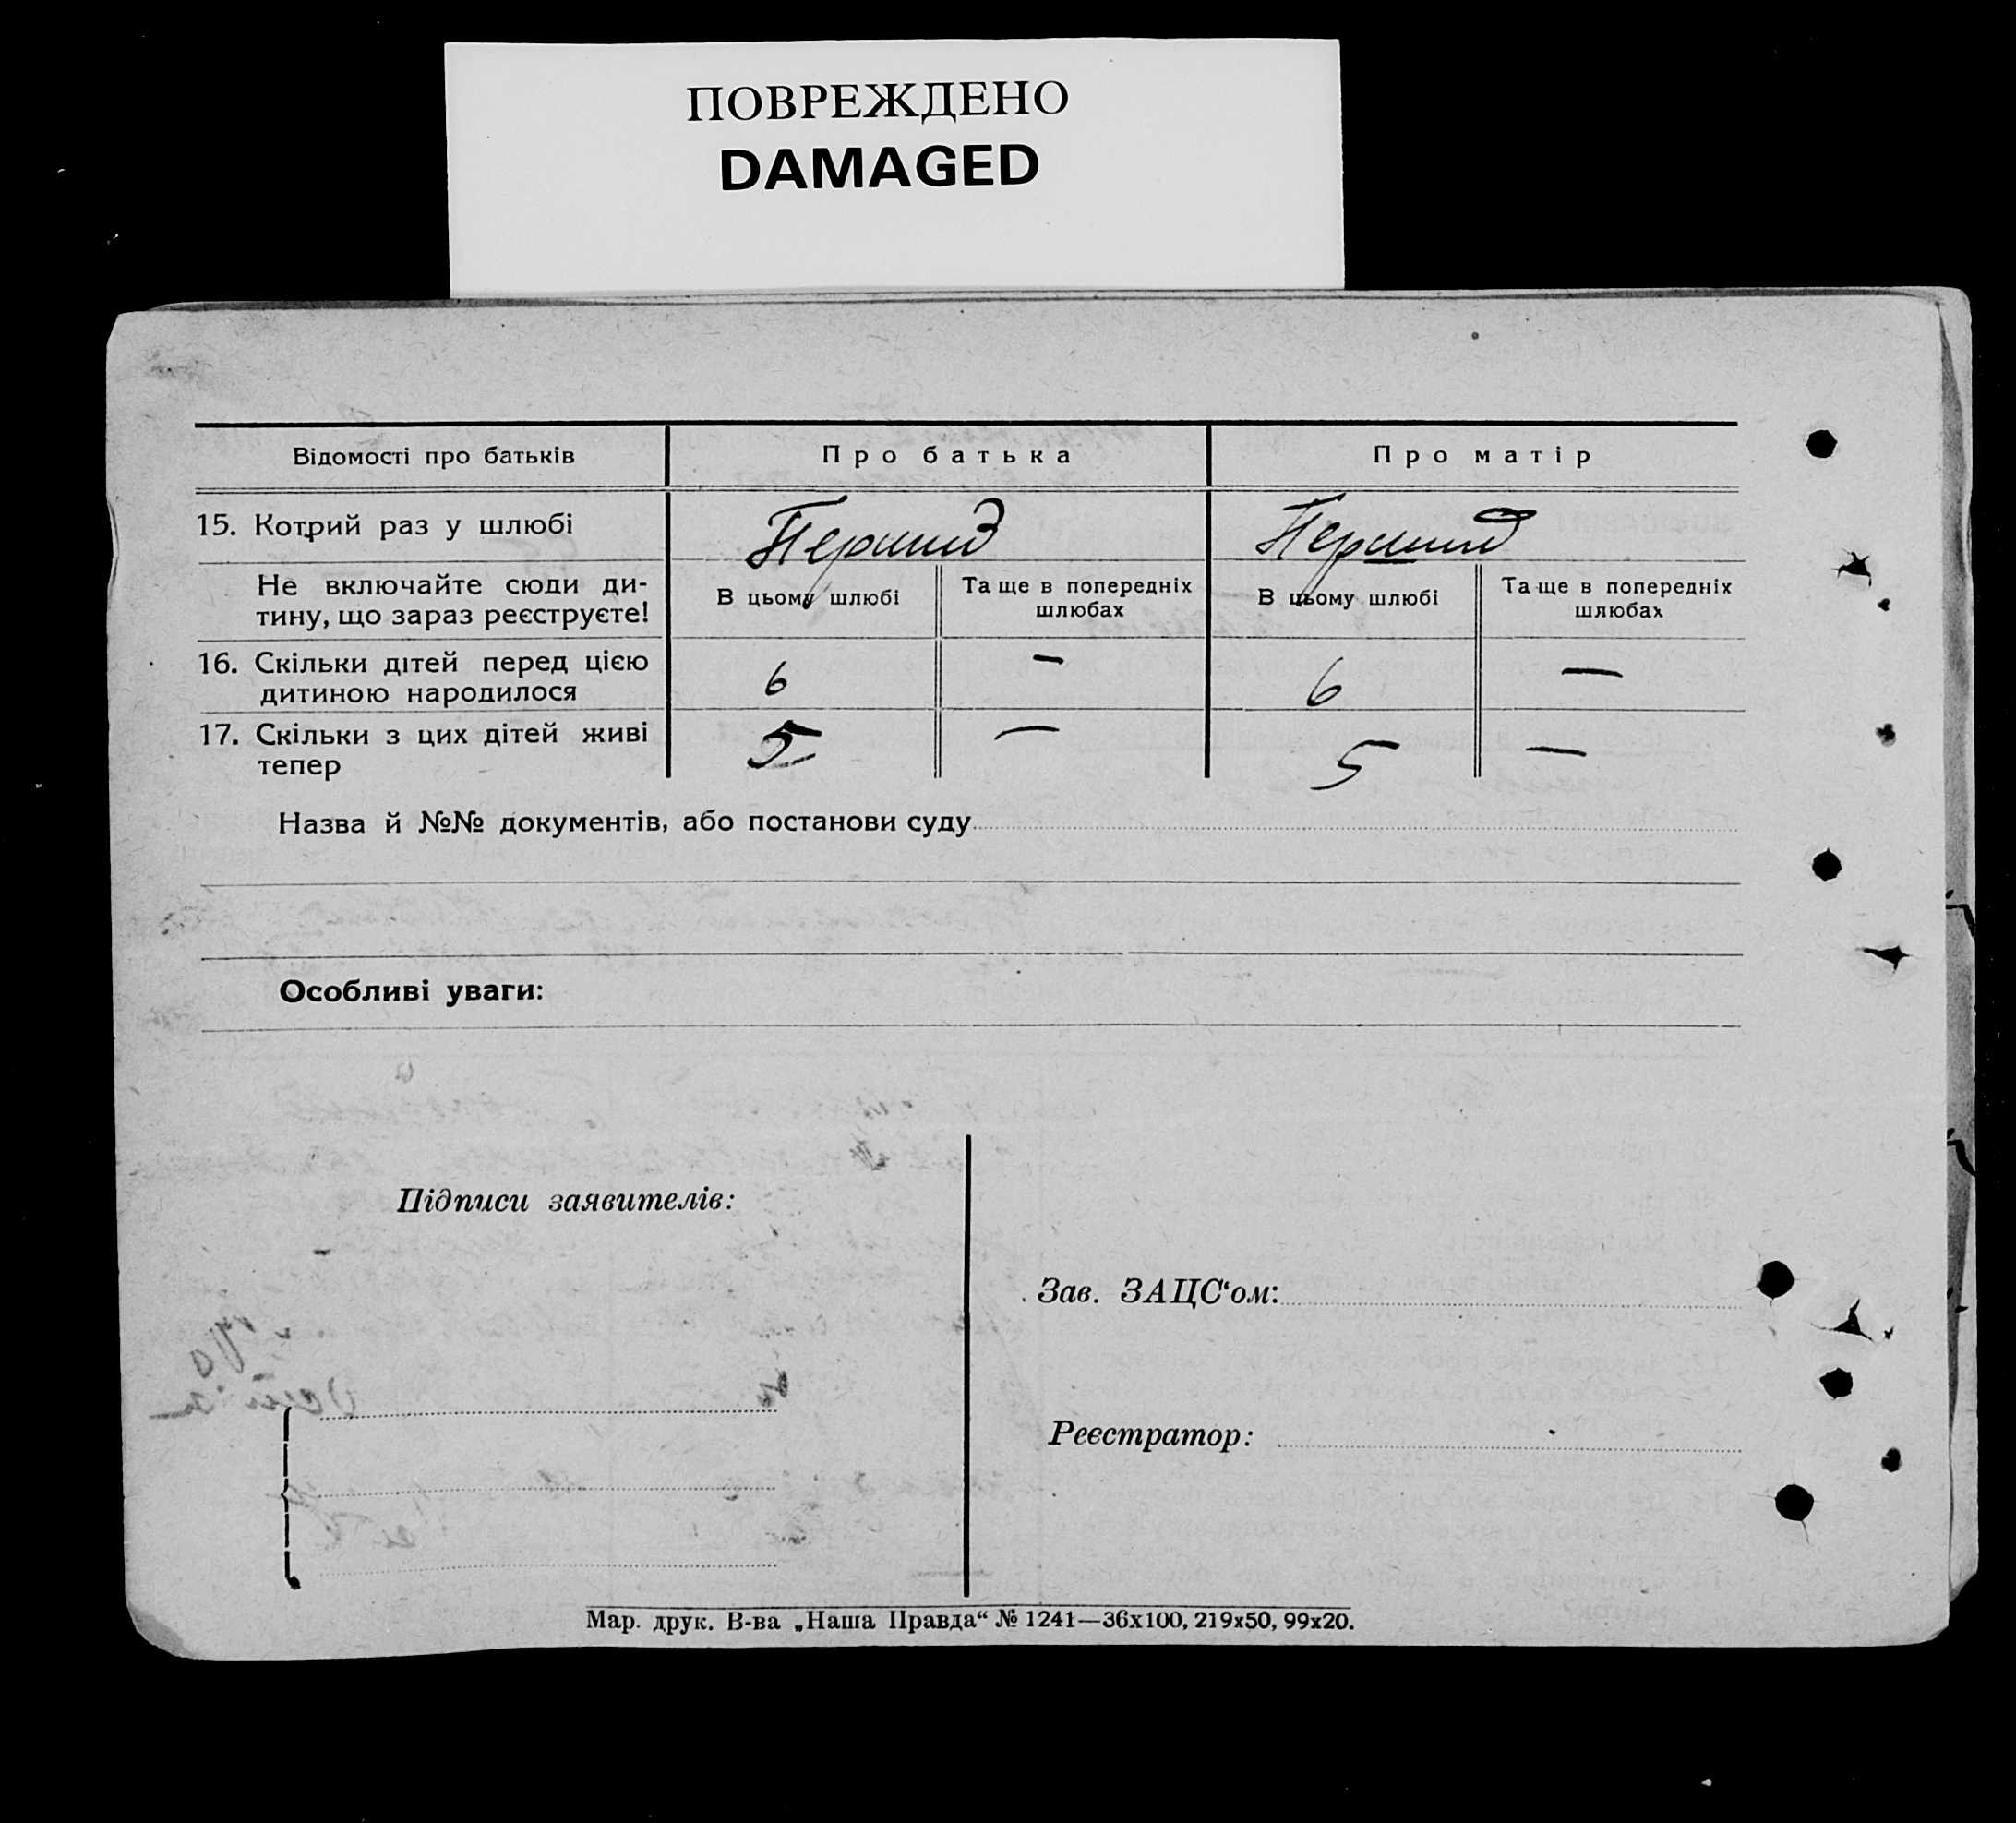 ПОВРЕЖДЕНО
DAMAGED
Відомості про батьків
Про батька
Про матір
15. Котрий раз у шлюбі
Перший
Перший
Не включайте сюди ди-
тину, що зараз реєструєте!
В цьому шлюбі
Та ще в попередніх
шлюбах
В цьому шлюбі
Та ще в попередніх
шлюбах
16. Скільки дітей перед цією
дитиною народилося
6
—
6
—
17. Скільки з цих дітей живі
тепер
5
—
5
—
Назва й №№ документів, або постанови суду
Особливі уваги:
Підписи заявителів:
Зав. ЗАЦС‘ом:
Реєстратор:
Мар. друк. В-ва „Наша Правда“ № 1241—36х100, 219х50, 99х20.